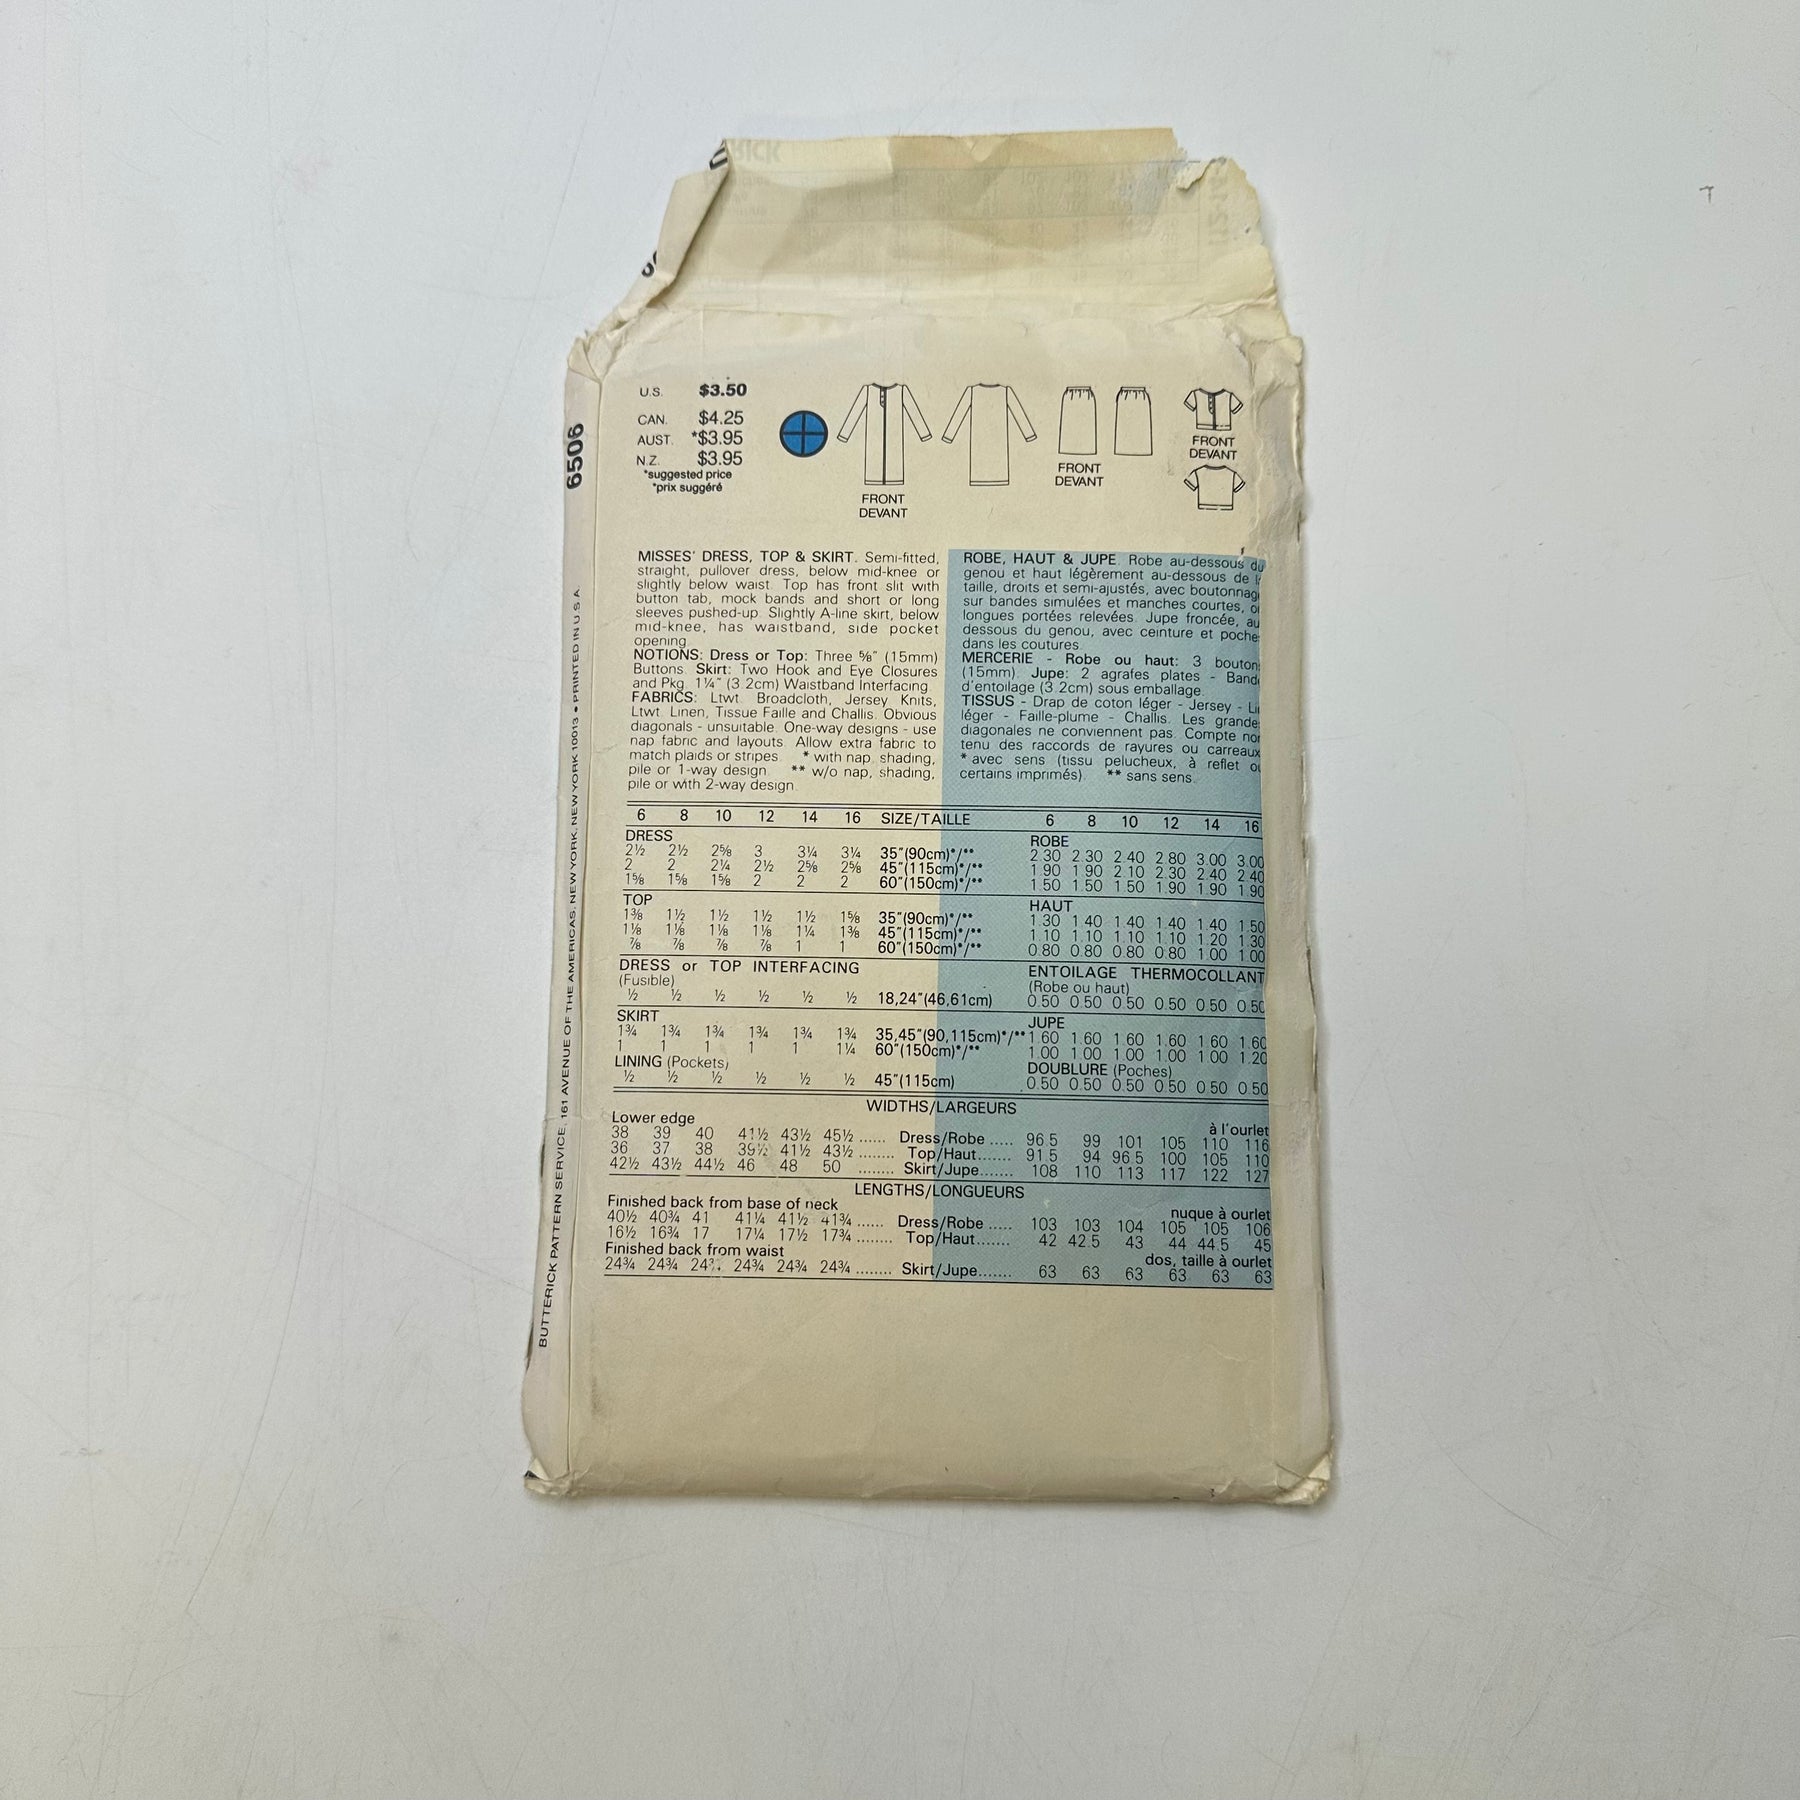 6506
BUTTERICK PATTERN SERVICE, 161 AVENUE OF THE AMERICAS, NEW YORK, NEW YORK 10013 • PRINTED IN U.S.A.
U.S. $3.50
CAN. $4.25
AUST. *$3.95
N.Z. $3.95
*suggested price
*prix suggéré
FRONT
DEVANT
FRONT
DEVANT
FRONT
DEVANT
MISSES' DRESS, TOP & SKIRT. Semi-fitted,
straight, pullover dress, below mid-knee or
slightly below waist. Top has front slit with
button tab, mock bands and short or long
sleeves pushed-up. Slightly A-line skirt, below
mid-knee, has waistband, side pocket
opening.
NOTIONS: Dress or Top: Three ⅝" (15mm)
Buttons. Skirt: Two Hook and Eye Closures
and Pkg. 1¼" (3.2cm) Waistband Interfacing.
FABRICS: Ltwt. Broadcloth, Jersey Knits,
Ltwt. Linen, Tissue Faille and Challis. Obvious
diagonals - unsuitable. One-way designs - use
nap fabric and layouts. Allow extra fabric to
match plaids or stripes. * with nap, shading,
pile or 1-way design. ** w/o nap, shading,
pile or with 2-way design.
ROBE, HAUT & JUPE. Robe au-dessous du
genou et haut légèrement au-dessous de
taille, droits et semi-ajustés, avec boutonnag
sur bandes simulées et manches courtes, o
longues portées relevées. Jupe froncée, au
dessous du genou, avec ceinture et poche
dans les coutures.
MERCERIE - Robe ou haut: 3 bouton
(15mm). Jupe: 2 agrafes plates - Band
d'entoilage (3.2cm) sous emballage.
TISSUS - Drap de coton léger - Jersey - Li
léger - Faille-plume - Challis. Les grande
diagonales ne conviennent pas. Compte non
tenu des raccords de rayures ou carreaux
* avec sens (tissu pelucheux, à reflet o
certains imprimés). ** sans sens.
6 8 10 12 14 16 SIZE/TAILLE 6 8 10 12 14 16
DRESS ROBE
2½ 2½ 2⅝ 3 3¼ 3¼ 35"(90cm)*/** 2.30 2.30 2.40 2.80 3.00 3.00
2 2 2¼ 2½ 2⅝ 2⅝ 45"(115cm)*/** 1.90 1.90 2.10 2.30 2.40 2.40
1⅝ 1⅝ 1⅝ 2 2 2 60"(150cm)*/** 1.50 1.50 1.50 1.90 1.90 1.90
TOP HAUT
1⅜ 1½ 1½ 1½ 1½ 1⅝ 35"(90cm)*/** 1.30 1.40 1.40 1.40 1.40 1.50
1⅛ 1⅛ 1⅛ 1⅛ 1¼ 1⅜ 45"(115cm)*/** 1.10 1.10 1.10 1.10 1.20 1.30
⅞ ⅞ ⅞ ⅞ 1 1 60"(150cm)*/** 0.80 0.80 0.80 0.80 1.00 1.00
DRESS or TOP INTERFACING ENTOILAGE THERMOCOLLANT
(Fusible) (Robe ou haut)
½ ½ ½ ½ ½ ½ 18,24"(46,61cm) 0.50 0.50 0.50 0.50 0.50 0.50
SKIRT JUPE
1¾ 1¾ 1¾ 1¾ 1¾ 1¾ 35,45"(90,115cm)*/** 1.60 1.60 1.60 1.60 1.60 1.60
1 1 1 1 1 1¼ 60"(150cm)*/** 1.00 1.00 1.00 1.00 1.00 1.20
LINING (Pockets) DOUBLURE (Poches)
½ ½ ½ ½ ½ ½ 45"(115cm) 0.50 0.50 0.50 0.50 0.50 0.50
WIDTHS/LARGEURS
Lower edge à l'ourlet
38 39 40 41½ 43½ 45½ ...... Dress/Robe ..... 96.5 99 101 105 110 116
36 37 38 39½ 41½ 43½ ........ Top/Haut....... 91.5 94 96.5 100 105 110
42½ 43½ 44½ 46 48 50 ........ Skirt/Jupe....... 108 110 113 117 122 127
LENGTHS/LONGUEURS
Finished back from base of neck nuque à ourlet
40½ 40¾ 41 41¼ 41½ 41¾ ...... Dress/Robe ..... 103 103 104 105 105 106
16½ 16¾ 17 17¼ 17½ 17¾ ........ Top/Haut....... 42 42.5 43 44 44.5 45
Finished back from waist dos, taille à ourlet
24¾ 24¾ 24¾ 24¾ 24¾ 24¾ ........ Skirt/Jupe....... 63 63 63 63 63 63